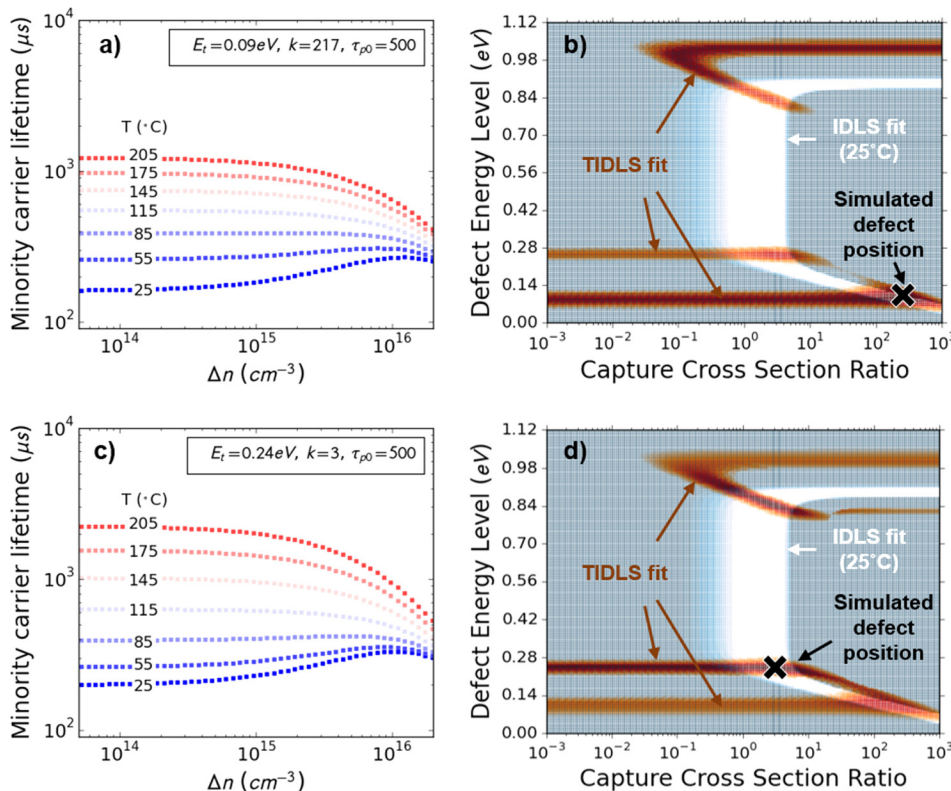 a)
E_t=0.09eV, k=217, τ_p0=500
Minority carrier lifetime (μs)
10^4
10^3
10^2
T (°C)
205
175
145
115
85
55
25
10^14
10^15
10^16
Δn (cm^-3)
b)
Defect Energy Level (eV)
1.12
0.98
0.84
0.70
0.56
0.42
0.28
0.14
0.00
TIDLS fit
IDLS fit
(25°C)
Simulated
defect
position
10^-3
10^-2
10^-1
10^0
10^1
10^2
10^3
Capture Cross Section Ratio
c)
E_t=0.24eV, k=3, τ_p0=500
Minority carrier lifetime (μs)
10^4
10^3
10^2
T (°C)
205
175
145
115
85
55
25
10^14
10^15
10^16
Δn (cm^-3)
d)
Defect Energy Level (eV)
1.12
0.98
0.84
0.70
0.56
0.42
0.28
0.14
0.00
TIDLS fit
IDLS fit
(25°C)
Simulated
defect
position
10^-3
10^-2
10^-1
10^0
10^1
10^2
10^3
Capture Cross Section Ratio